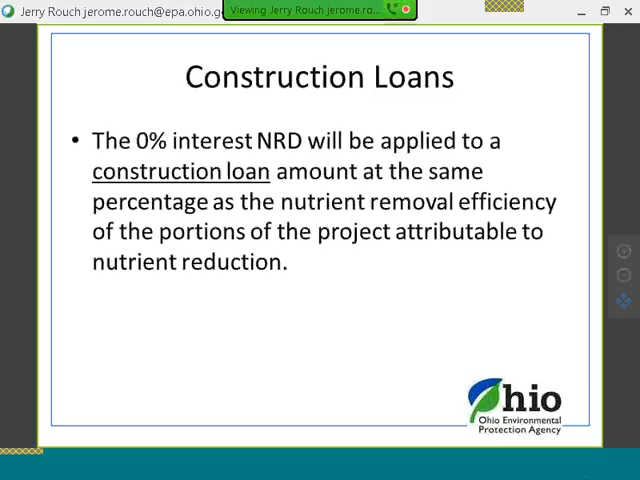 Jerry Rouch jerome.rouch@epa.ohio.g
Viewing Jerry Rouch jerome.ro...
Construction Loans
• The 0% interest NRD will be applied to a
construction loan amount at the same
percentage as the nutrient removal efficiency
of the portions of the project attributable to
nutrient reduction.
Ohio
Ohio Environmental
Protection Agency